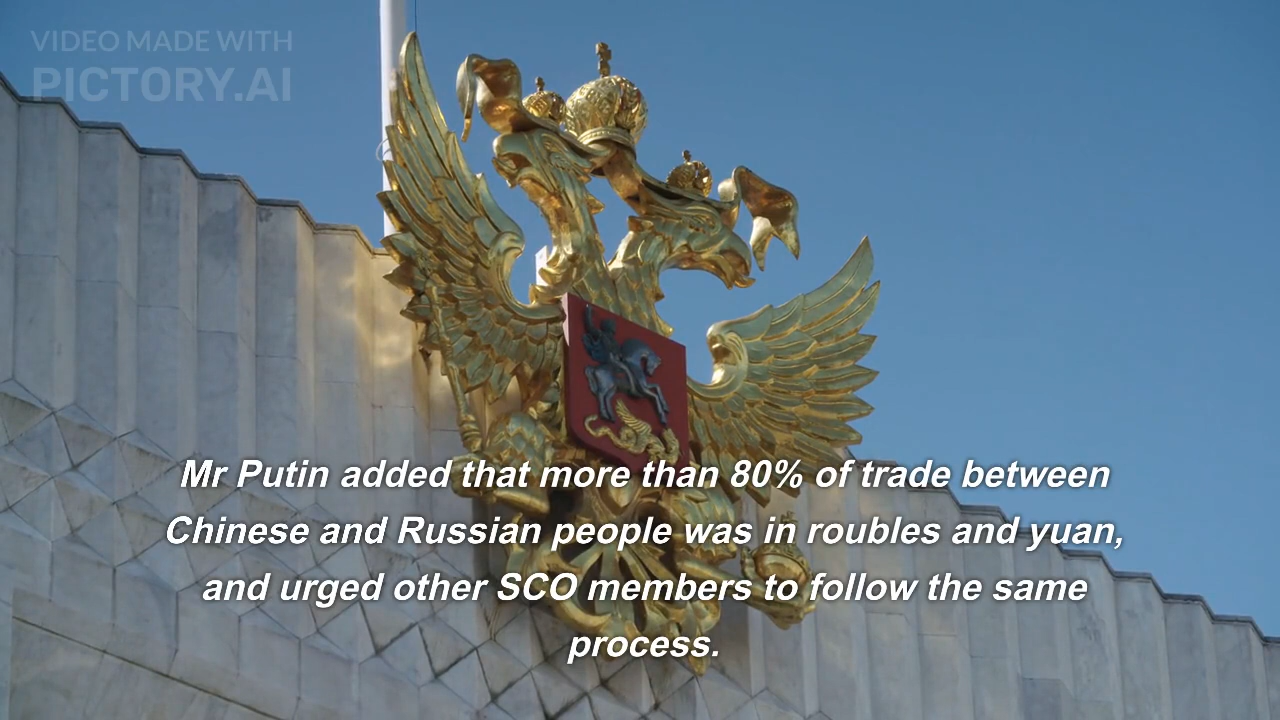 VIDEO MADE WITH
PICTORY.AI
Mr Putin added that more than 80% of trade between
Chinese and Russian people was in roubles and yuan,
and urged other SCO members to follow the same
process.